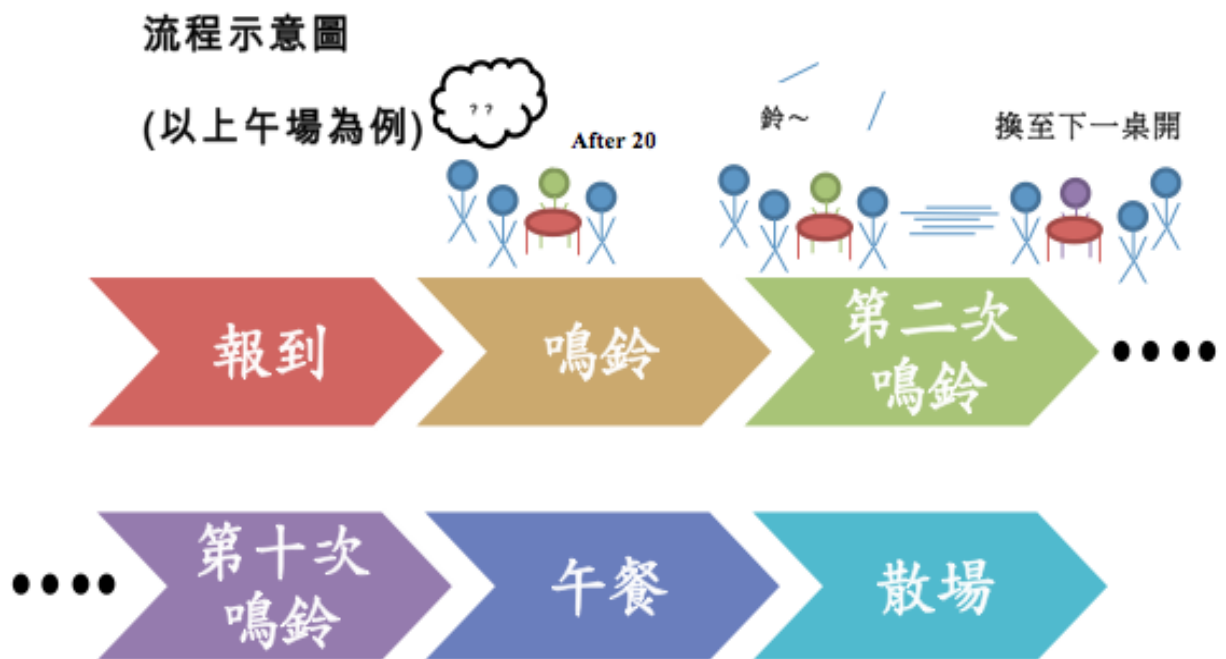 流程示意圖
(以上午場為例)
? ?
After 20
鈴～
換至下一桌開
報到
鳴鈴
第二次
鳴鈴
第十次
鳴鈴
午餐
散場